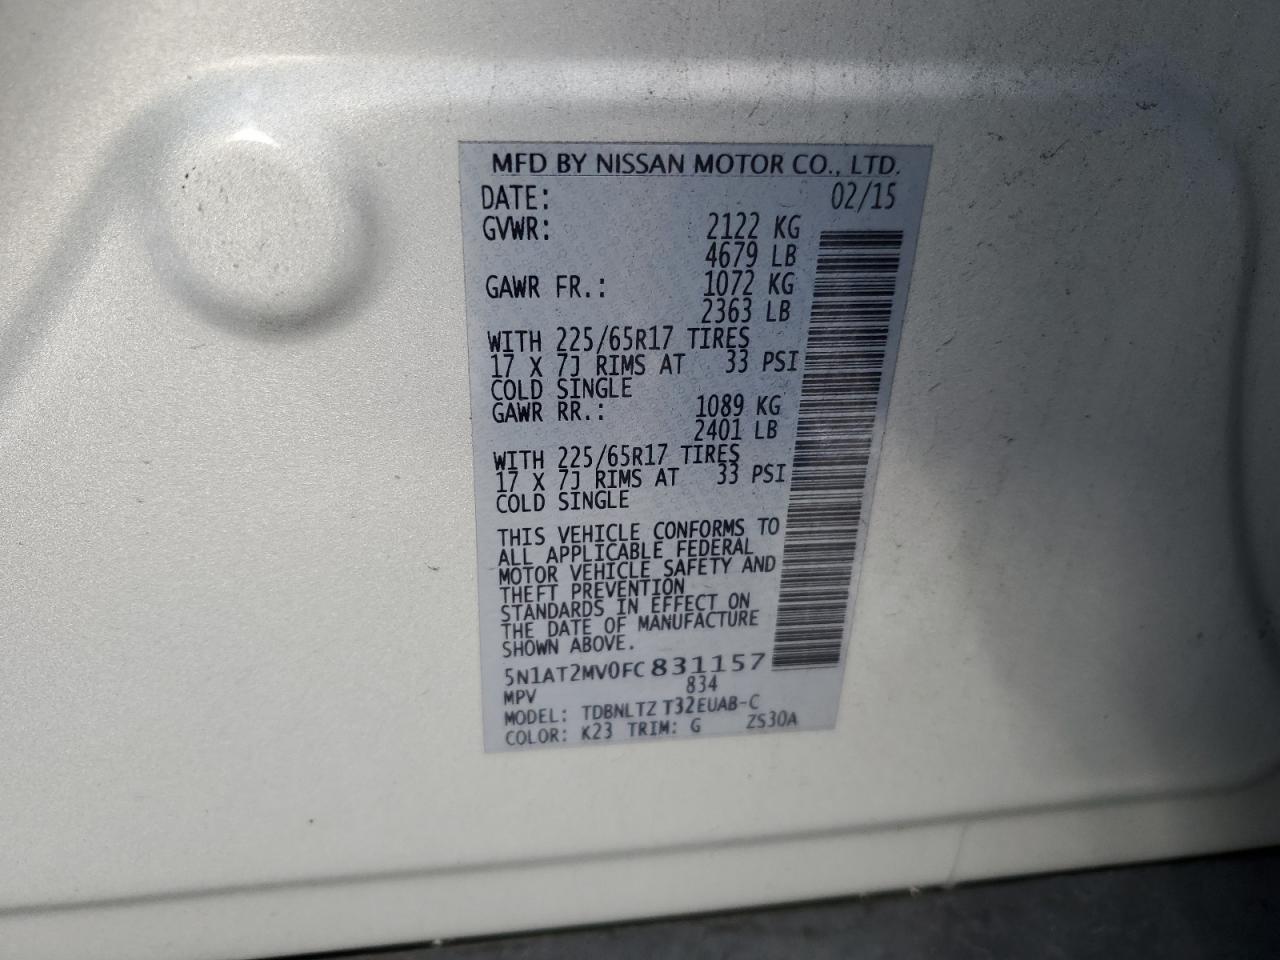 MFD BY NISSAN MOTOR CO., LTD.
DATE: 02/15
GVWR: 2122 KG
4679 LB
GAWR FR.: 1072 KG
2363 LB
WITH 225/65R17 TIRES
17 X 7J RIMS AT 33 PSI
COLD SINGLE
GAWR RR.: 1089 KG
2401 LB
WITH 225/65R17 TIRES
17 X 7J RIMS AT 33 PSI
COLD SINGLE
THIS VEHICLE CONFORMS TO
ALL APPLICABLE FEDERAL
MOTOR VEHICLE SAFETY AND
THEFT PREVENTION
STANDARDS IN EFFECT ON
THE DATE OF MANUFACTURE
SHOWN ABOVE.
5N1AT2MV0FC831157
MPV 834
MODEL: TDBNLTZ T32EUAB-C
COLOR: K23 TRIM: G ZS30A